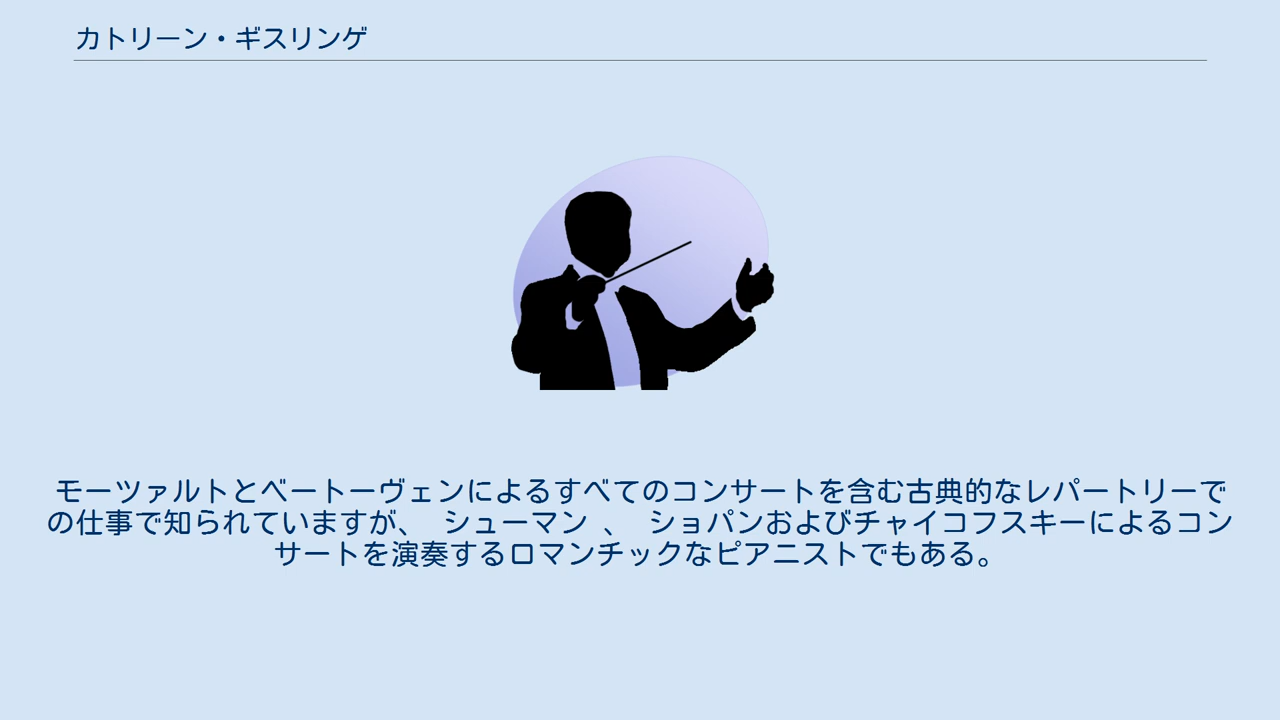 カトリーン・ギスリンゲ
モーツァルトとベートーヴェンによるすべてのコンサートを含む古典的なレパートリーで
の仕事で知られていますが、 シューマン 、 ショパンおよびチャイコフスキーによるコン
サートを演奏するロマンチックなピアニストでもある。